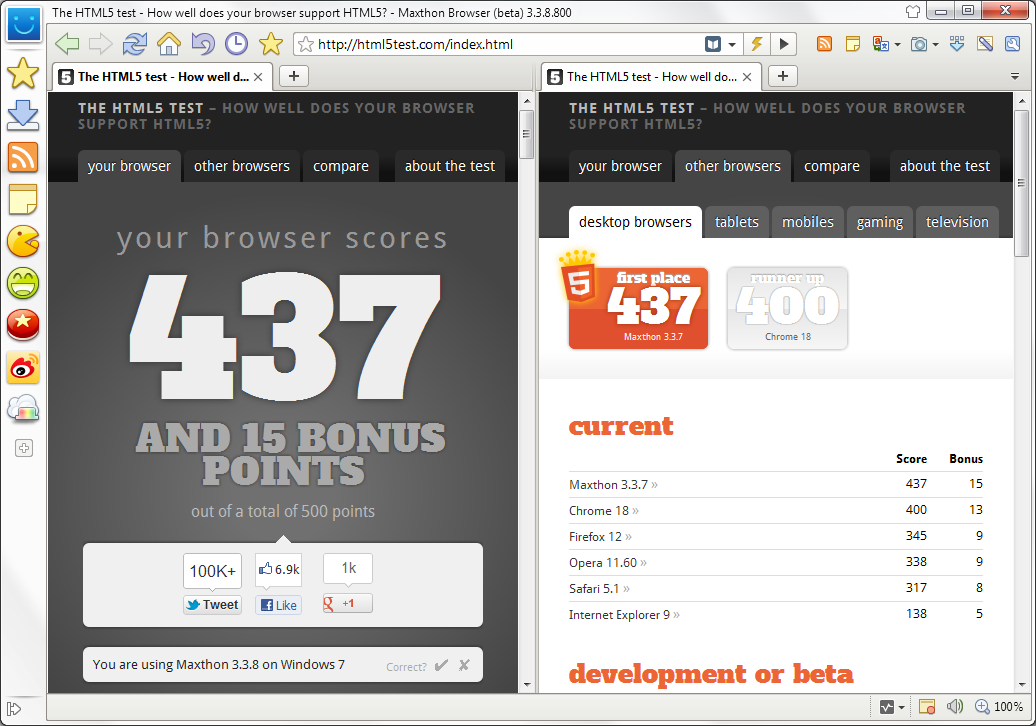 The HTML5 test - How well does your browser support HTML5? - Maxthon Browser (beta) 3.3.8.800
http://html5test.com/index.html
The HTML5 test - How well d...
THE HTML5 TEST – HOW WELL DOES YOUR BROWSER
SUPPORT HTML5?
your browser other browsers compare about the test
your browser scores
437
AND 15 BONUS
POINTS
out of a total of 500 points
100K+ 6.9k 1k
Tweet Like +1
You are using Maxthon 3.3.8 on Windows 7 Correct?
The HTML5 test - How well do...
THE HTML5 TEST – HOW WELL DOES YOUR BROWSER
SUPPORT HTML5?
your browser other browsers compare about the test
desktop browsers tablets mobiles gaming television
5 first place
437
Maxthon 3.3.7
runner up
400
Chrome 18
current
Score Bonus
Maxthon 3.3.7 » 437 15
Chrome 18 » 400 13
Firefox 12 » 345 9
Opera 11.60 » 338 9
Safari 5.1 » 317 8
Internet Explorer 9 » 138 5
development or beta
100%